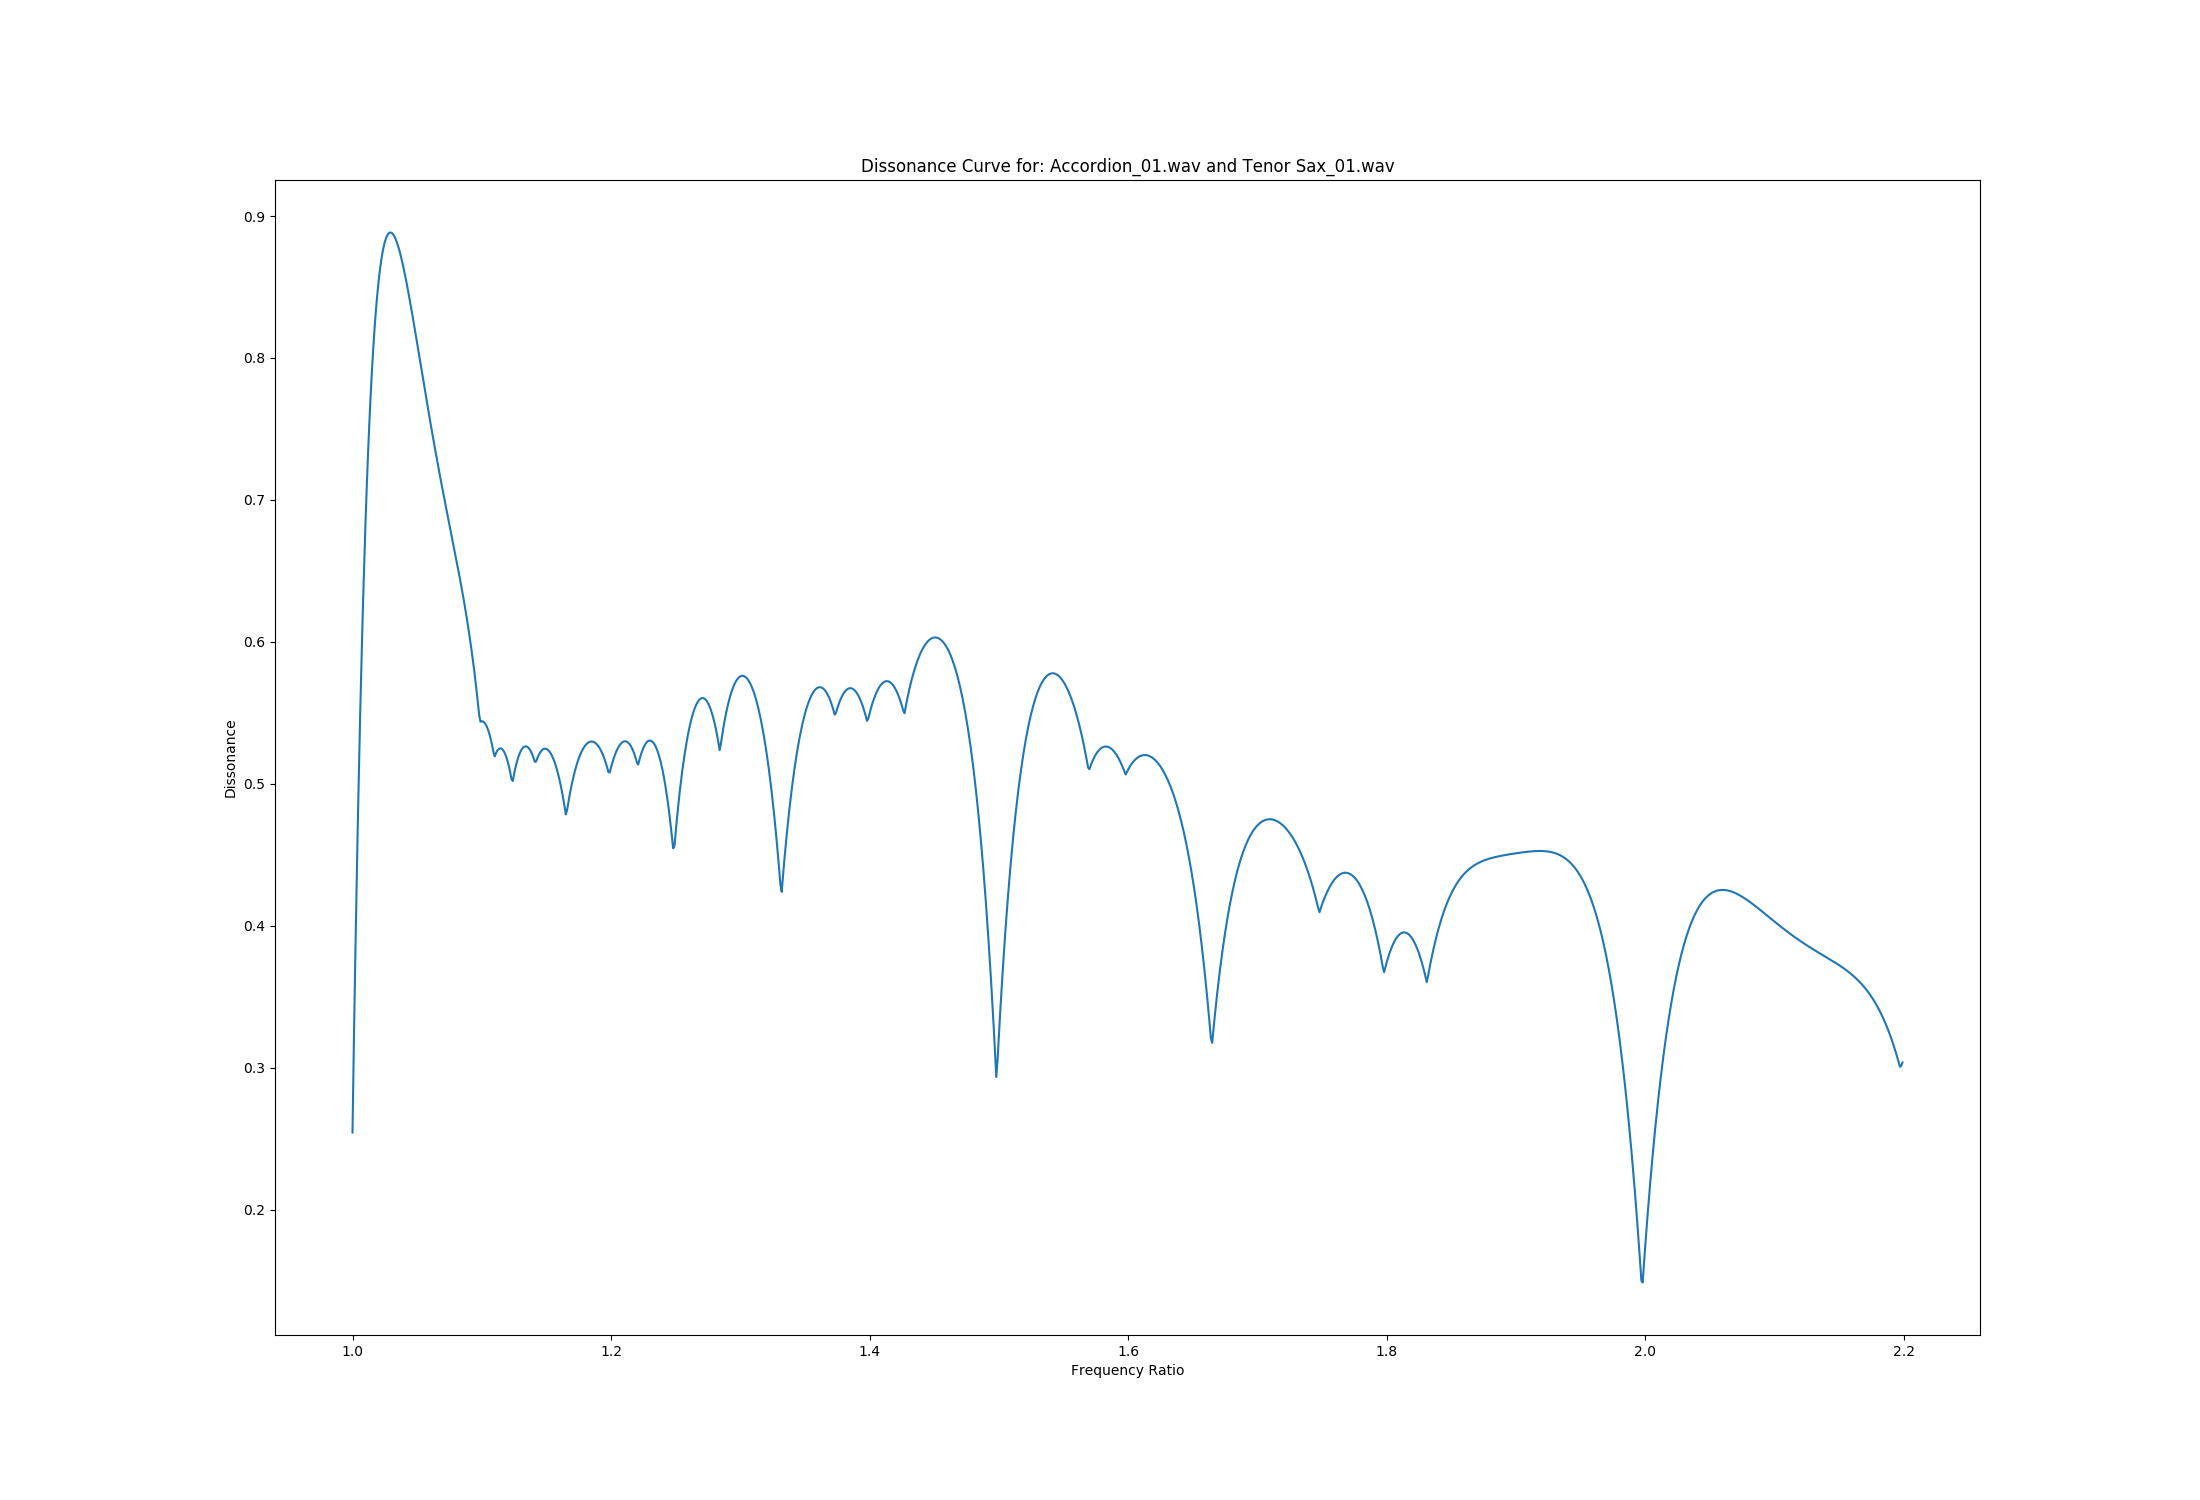 Dissonance Curve for: Accordion_01.wav and Tenor Sax_01.wav
0.9
0.8
0.7
0.6
0.5
0.4
0.3
0.2
Dissonance
1.0 1.2 1.4 1.6 1.8 2.0 2.2
Frequency Ratio